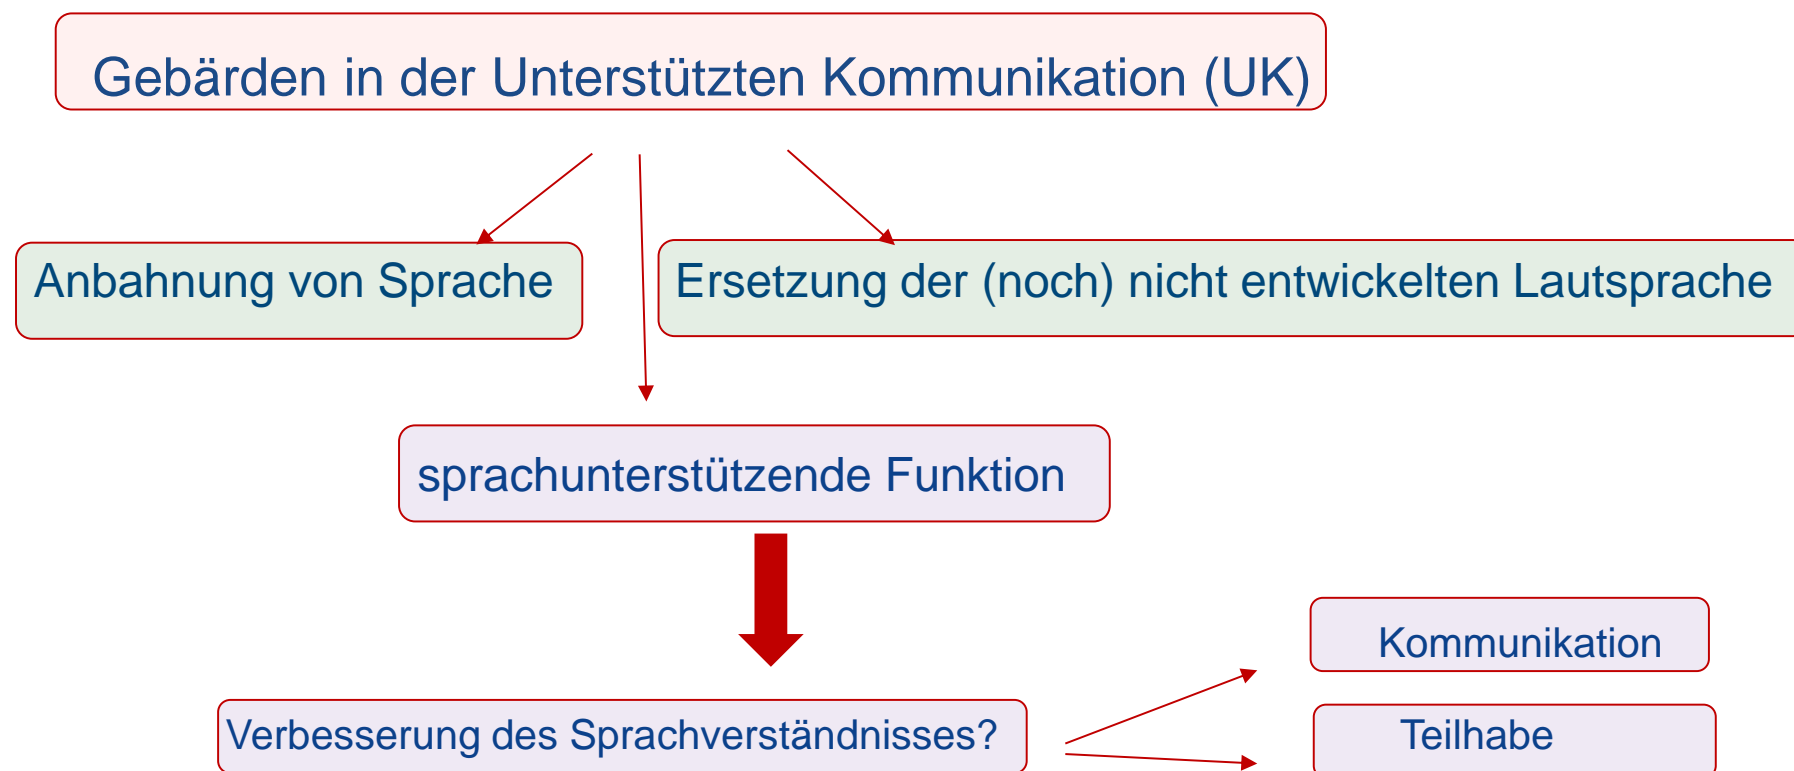 Gebärden in der Unterstützten Kommunikation (UK)
Anbahnung von Sprache
Ersetzung der (noch) nicht entwickelten Lautsprache
sprachunterstützende Funktion
Kommunikation
Verbesserung des Sprachverständnisses?
Teilhabe